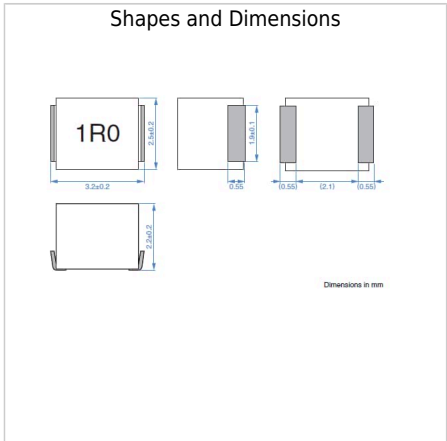 Shapes and Dimensions
1R0
2.5±0.2
3.2±0.2
1.9±0.1
0.55
(0.55)
(2.1)
(0.55)
2.2±0.2
Dimensions in mm